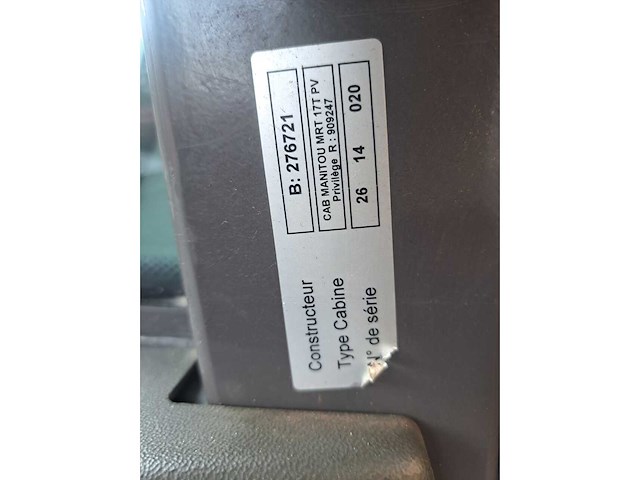 Constructeur B: 276721
Type Cabine CAB MANITOU MRT 17T PV
Privilège R : 909247
N° de série 26 14 020